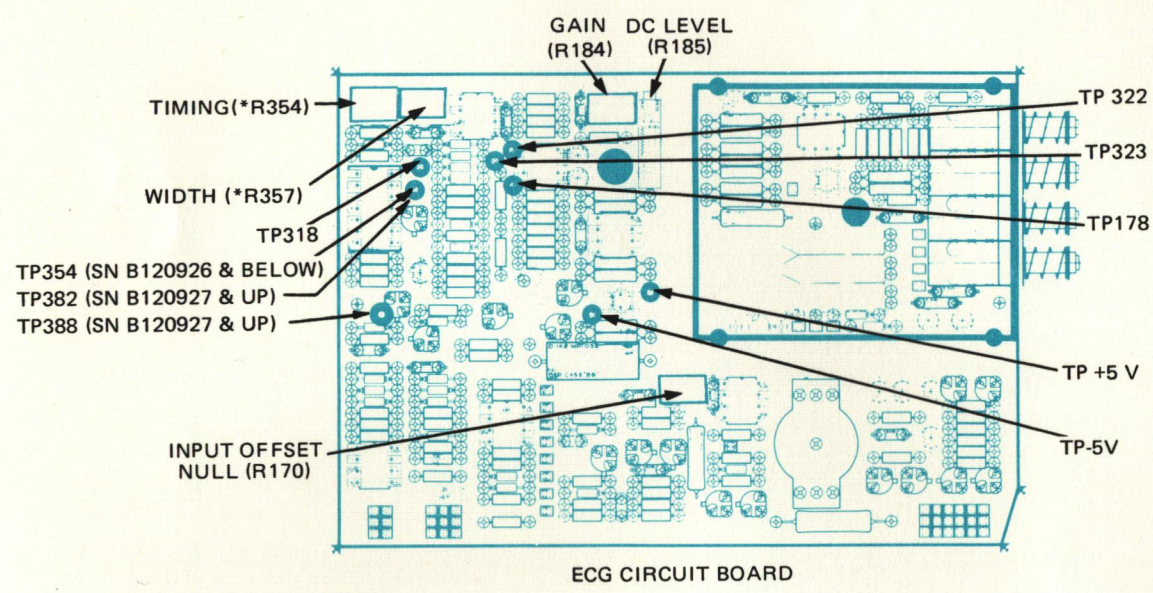 GAIN
(R184)
DC LEVEL
(R185)
TIMING(*R354)
WIDTH (*R357)
TP318
TP354 (SN B120926 & BELOW)
TP382 (SN B120927 & UP)
TP388 (SN B120927 & UP)
INPUT OFFSET
NULL (R170)
TP 322
TP323
TP178
TP +5 V
TP-5V
ECG CIRCUIT BOARD